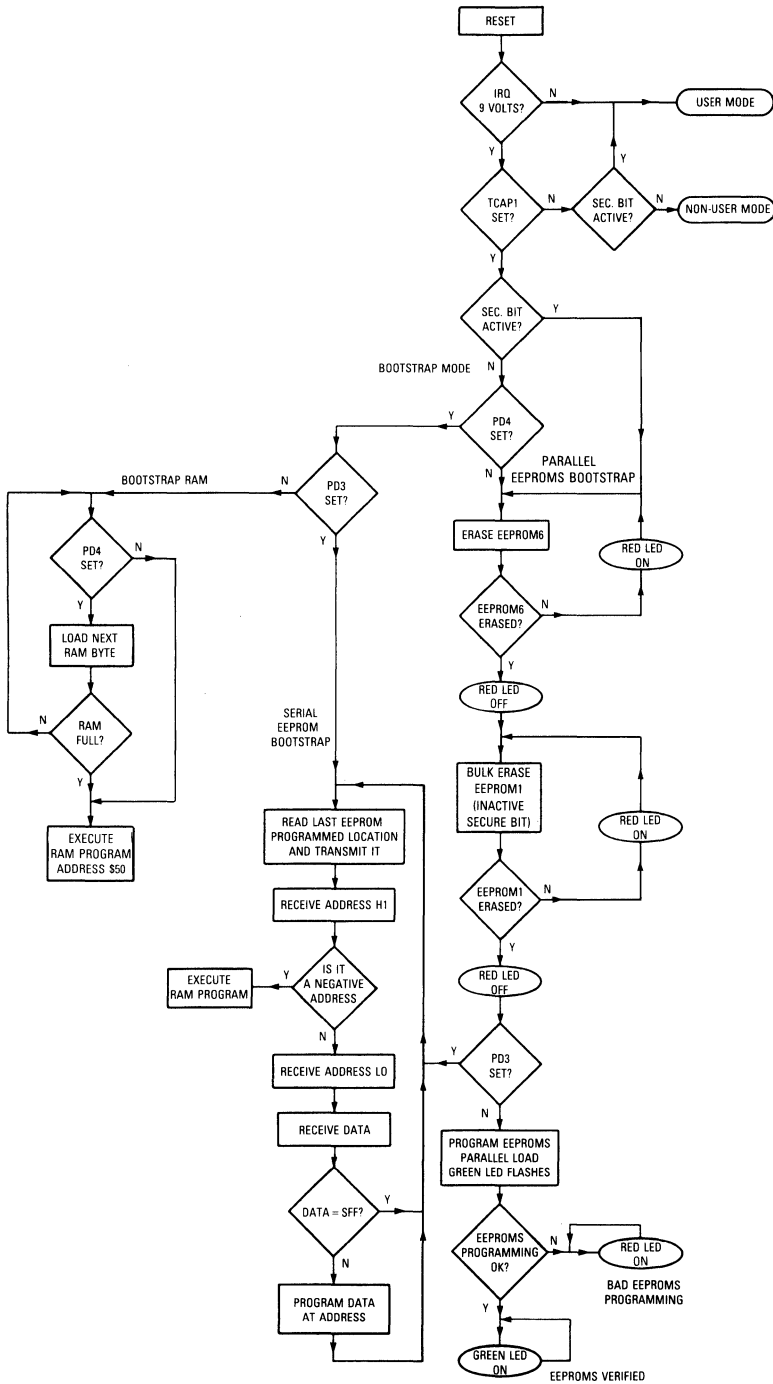 RESET
IRQ
9 VOLTS?
N
USER MODE
Y
Y
TCAP1
SET?
N
SEC. BIT
ACTIVE?
N
NON-USER MODE
Y
SEC. BIT
ACTIVE?
Y
BOOTSTRAP MODE
N
Y
PD4
SET?
N
PARALLEL
EEPROMS BOOTSTRAP
BOOTSTRAP RAM
N
PD3
SET?
Y
PD4
SET?
N
Y
LOAD NEXT
RAM BYTE
N
RAM
FULL?
Y
EXECUTE
RAM PROGRAM
ADDRESS $50
ERASE EEPROM6
RED LED
ON
EEPROM6
ERASED?
N
Y
RED LED
OFF
SERIAL
EEPROM
BOOTSTRAP
BULK ERASE
EEPROM1
(INACTIVE
SECURE BIT)
RED LED
ON
EEPROM1
ERASED?
N
Y
RED LED
OFF
READ LAST EEPROM
PROGRAMMED LOCATION
AND TRANSMIT IT
RECEIVE ADDRESS H1
EXECUTE
RAM PROGRAM
Y
IS IT
A NEGATIVE
ADDRESS
N
RECEIVE ADDRESS LO
RECEIVE DATA
DATA = SFF?
Y
N
PROGRAM DATA
AT ADDRESS
Y
PD3
SET?
N
PROGRAM EEPROMS
PARALLEL LOAD
GREEN LED FLASHES
EEPROMS
PROGRAMMING
OK?
N
RED LED
ON
BAD EEPROMS
PROGRAMMING
Y
GREEN LED
ON
EEPROMS VERIFIED